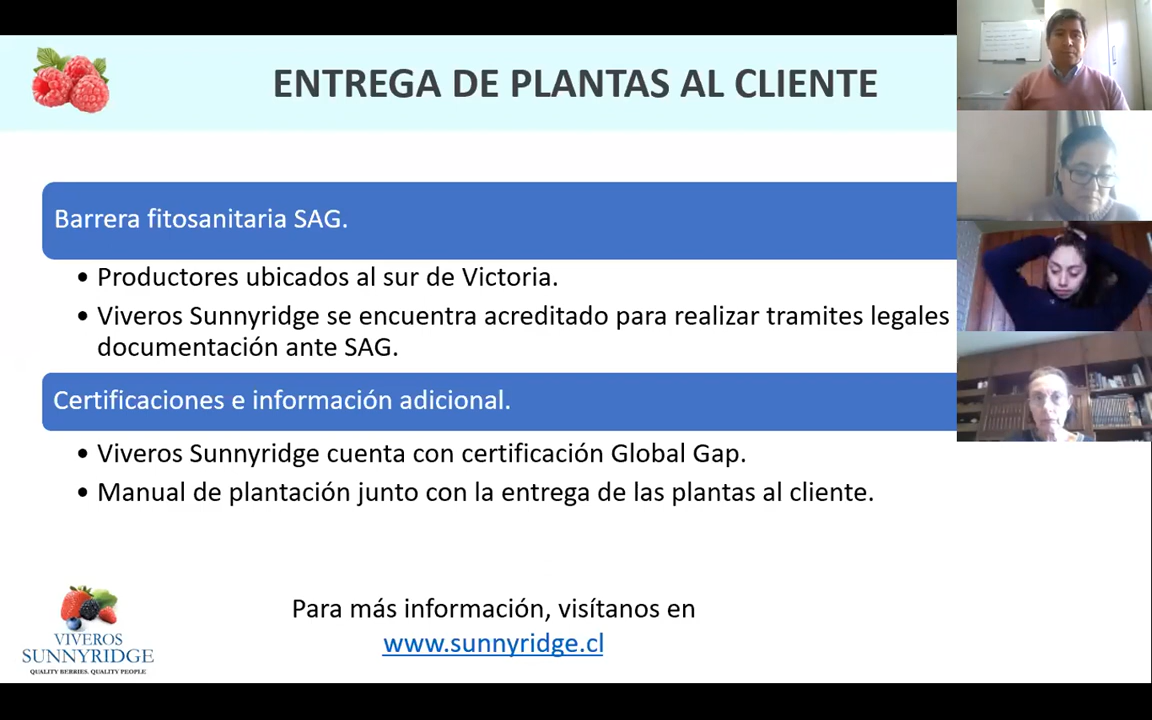 ENTREGA DE PLANTAS AL CLIENTE
Barrera fitosanitaria SAG.
• Productores ubicados al sur de Victoria.
• Viveros Sunnyridge se encuentra acreditado para realizar tramites legales
documentación ante SAG.
Certificaciones e información adicional.
• Viveros Sunnyridge cuenta con certificación Global Gap.
• Manual de plantación junto con la entrega de las plantas al cliente.
Para más información, visítanos en
www.sunnyridge.cl
VIVEROS
SUNNYRIDGE
QUALITY BERRIES. QUALITY PEOPLE